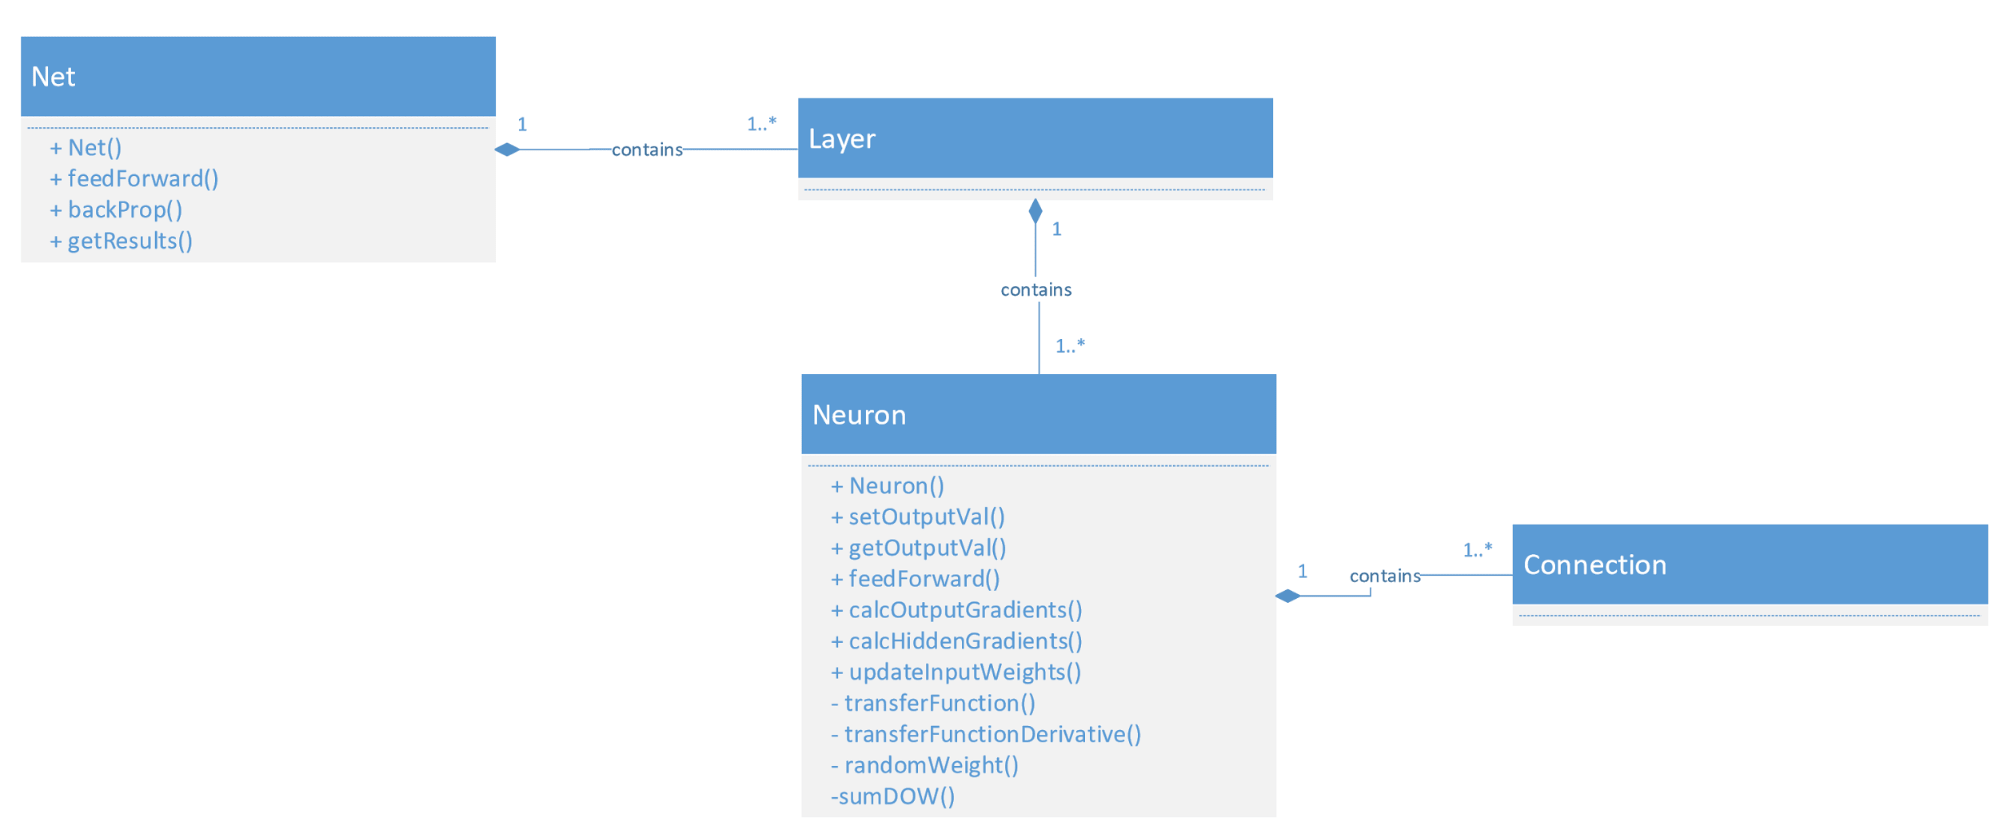 Net
+ Net()
+ feedForward()
+ backProp()
+ getResults()
1
contains
1..*
Layer
1
contains
1..*
Neuron
+ Neuron()
+ setOutputVal()
+ getOutputVal()
+ feedForward()
+ calcOutputGradients()
+ calcHiddenGradients()
+ updateInputWeights()
- transferFunction()
- transferFunctionDerivative()
- randomWeight()
-sumDOW()
1
contains
1..*
Connection